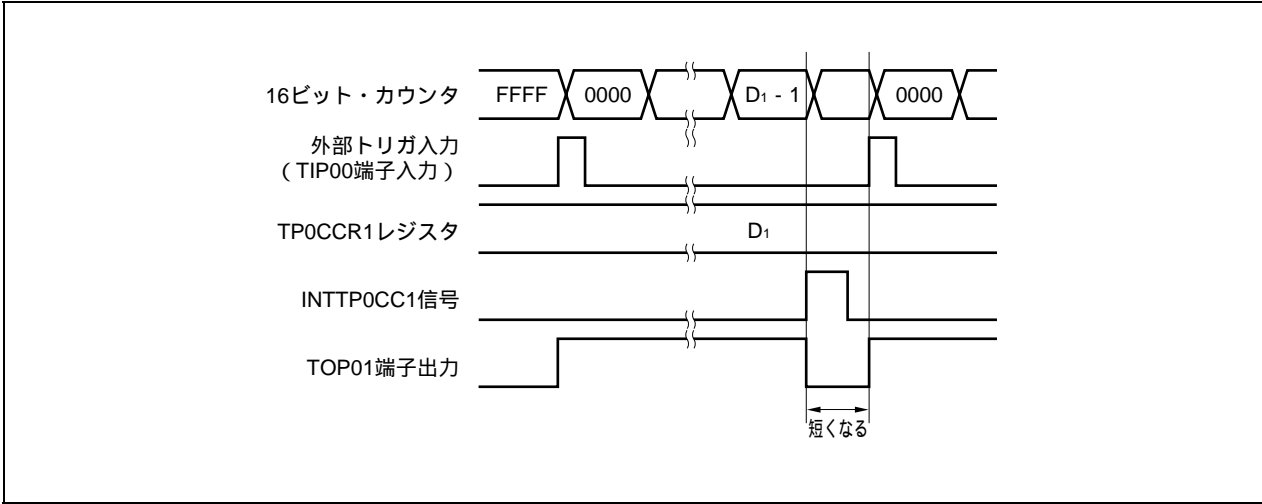 16ビット・カウンタ FFFF 0000 D1 - 1 0000
外部トリガ入力
（TIP00端子入力）
TP0CCR1レジスタ D1
INTTP0CC1信号
TOP01端子出力
短くなる